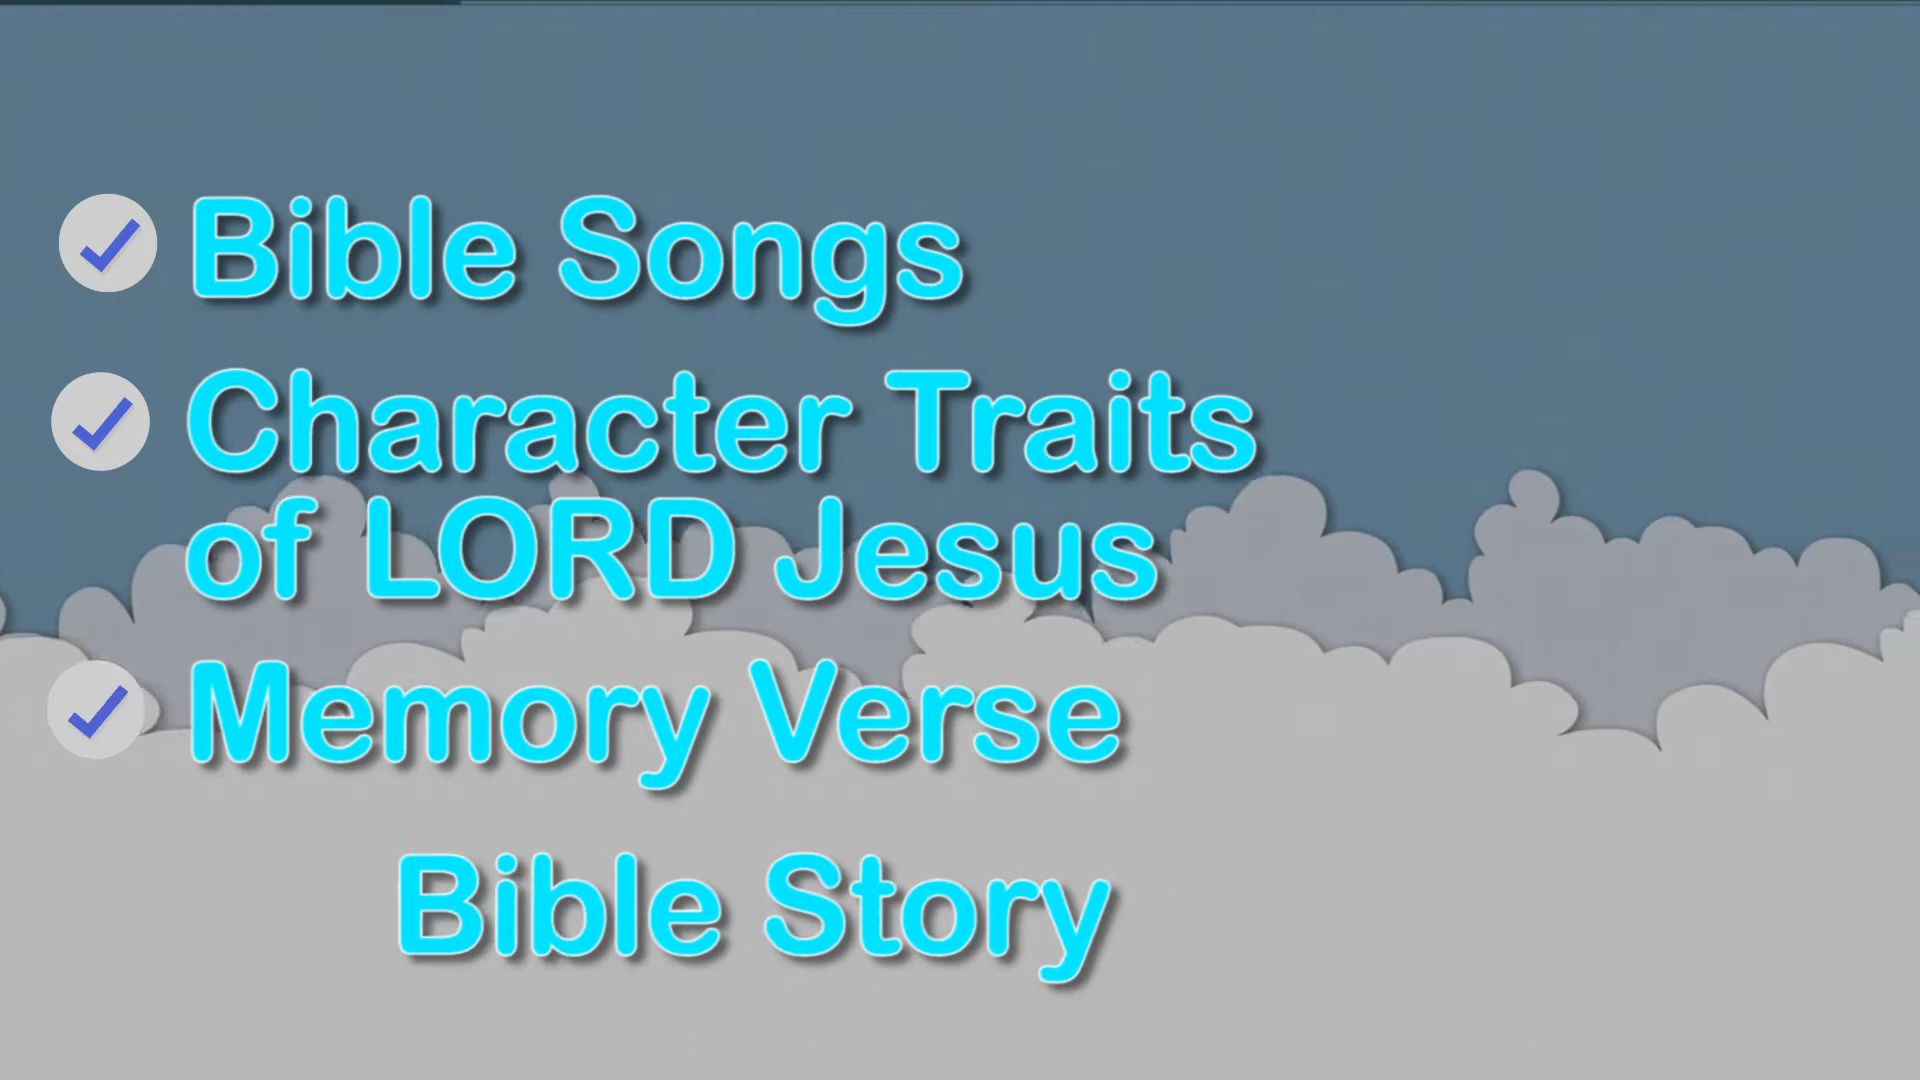 Bible Songs
Character Traits
of LORD Jesus
Memory Verse
Bible Story